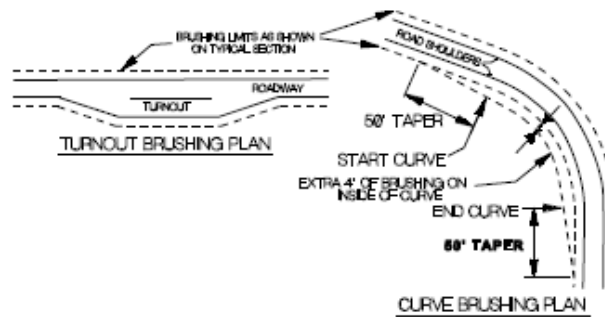 BRUSHING LIMITS AS SHOWN
ON TYPICAL SECTION
ROADWAY
TURNOUT
TURNOUT BRUSHING PLAN
ROAD SHOULDERS
50' TAPER
START CURVE
EXTRA 4' OF BRUSHING ON
INSIDE OF CURVE
END CURVE
50' TAPER
CURVE BRUSHING PLAN